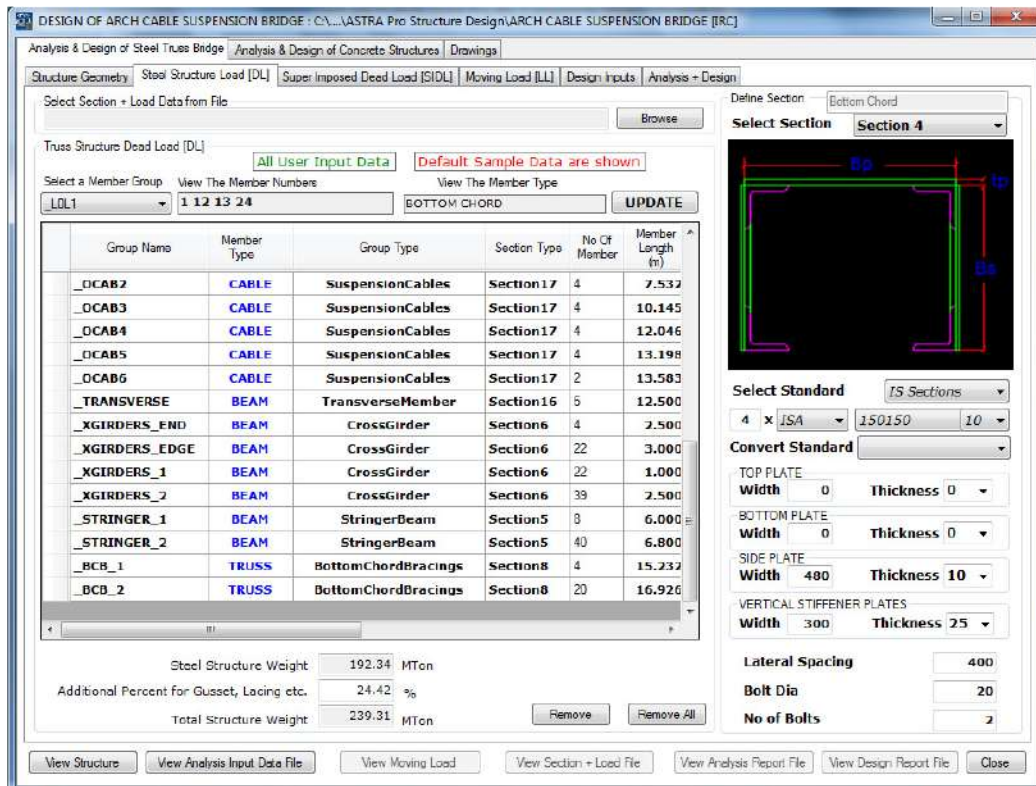 DESIGN OF ARCH CABLE SUSPENSION BRIDGE : C:\...\ASTRA Pro Structure Design\ARCH CABLE SUSPENSION BRIDGE [IRC]
Analysis & Design of Steel Truss Bridge Analysis & Design of Concrete Structures Drawings
Structure Geometry Steel Structure Load [DL] Super Imposed Dead Load [SIDL] Moving Load [LL] Design Inputs Analysis + Design
Select Section + Load Data from File
Browse
Truss Structure Dead Load [DL]
All User Input Data Default Sample Data are shown
Select a Member Group View The Member Numbers View The Member Type
_L0L1 1 12 13 24 BOTTOM CHORD UPDATE
Group Name Member Type Group Type Section Type No Of Member Member Length (m)
_OCAB2 CABLE SuspensionCables Section17 4 7.532
_OCAB3 CABLE SuspensionCables Section17 4 10.145
_OCAB4 CABLE SuspensionCables Section17 4 12.046
_OCAB5 CABLE SuspensionCables Section17 4 13.198
_OCAB6 CABLE SuspensionCables Section17 2 13.583
_TRANSVERSE BEAM TransverseMember Section16 5 12.500
_XGIRDERS_END BEAM CrossGirder Section6 4 2.500
_XGIRDERS_EDGE BEAM CrossGirder Section6 22 3.000
_XGIRDERS_1 BEAM CrossGirder Section6 22 1.000
_XGIRDERS_2 BEAM CrossGirder Section6 39 2.500
_STRINGER_1 BEAM StringerBeam Section5 8 6.000
_STRINGER_2 BEAM StringerBeam Section5 40 6.800
_BCB_1 TRUSS BottomChordBracings Section8 4 15.232
_BCB_2 TRUSS BottomChordBracings Section8 20 16.926
Steel Structure Weight 192.34 MTon
Additional Percent for Gusset, Lacing etc. 24.42 %
Total Structure Weight 239.31 MTon
Remove Remove All
Define Section Bottom Chord
Select Section Section 4
Bp
tp
Bs
Select Standard IS Sections
4 x ISA 150150 10
Convert Standard
TOP PLATE
Width 0 Thickness 0
BOTTOM PLATE
Width 0 Thickness 0
SIDE PLATE
Width 480 Thickness 10
VERTICAL STIFFENER PLATES
Width 300 Thickness 25
Lateral Spacing 400
Bolt Dia 20
No of Bolts 2
View Structure View Analysis Input Data File View Moving Load View Section + Load File View Analysis Report File View Design Report File Close